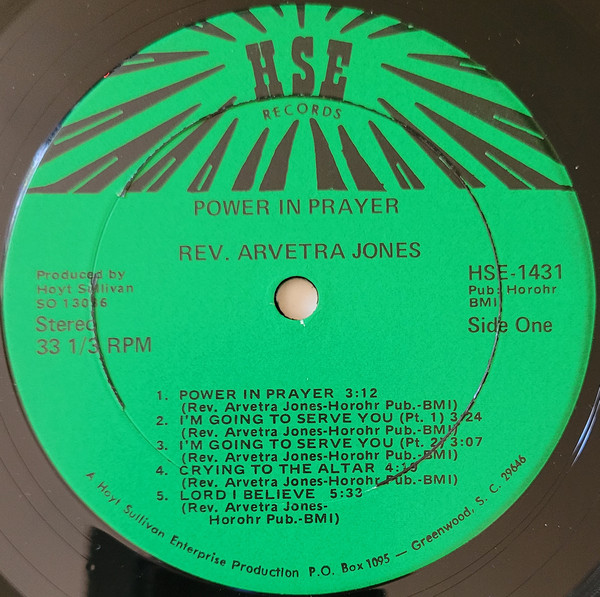 HSE
RECORDS
POWER IN PRAYER
REV. ARVETRA JONES
Produced by
Hoyt Sullivan
SO 13036
Stereo
33 1/3 RPM
HSE-1431
Pub: Horohr
BMI
Side One
1. POWER IN PRAYER 3:12
(Rev. Arvetra Jones-Horohr Pub.-BMI)
2. I'M GOING TO SERVE YOU (Pt. 1) 3:24
(Rev. Arvetra Jones-Horohr Pub.-BMI)
3. I'M GOING TO SERVE YOU (Pt. 2) 3:07
(Rev. Arvetra Jones-Horohr Pub.-BMI)
4. CRYING TO THE ALTAR
(Rev. Arvetra Jones-Horohr Pub.-BMI)
5. LORD I BELIEVE 5:33
(Rev. Arvetra Jones-
Horohr Pub.-BMI)
A Hoyt Sullivan Enterprise Production P.O. Box 1095 — Greenwood, S. C. 29646